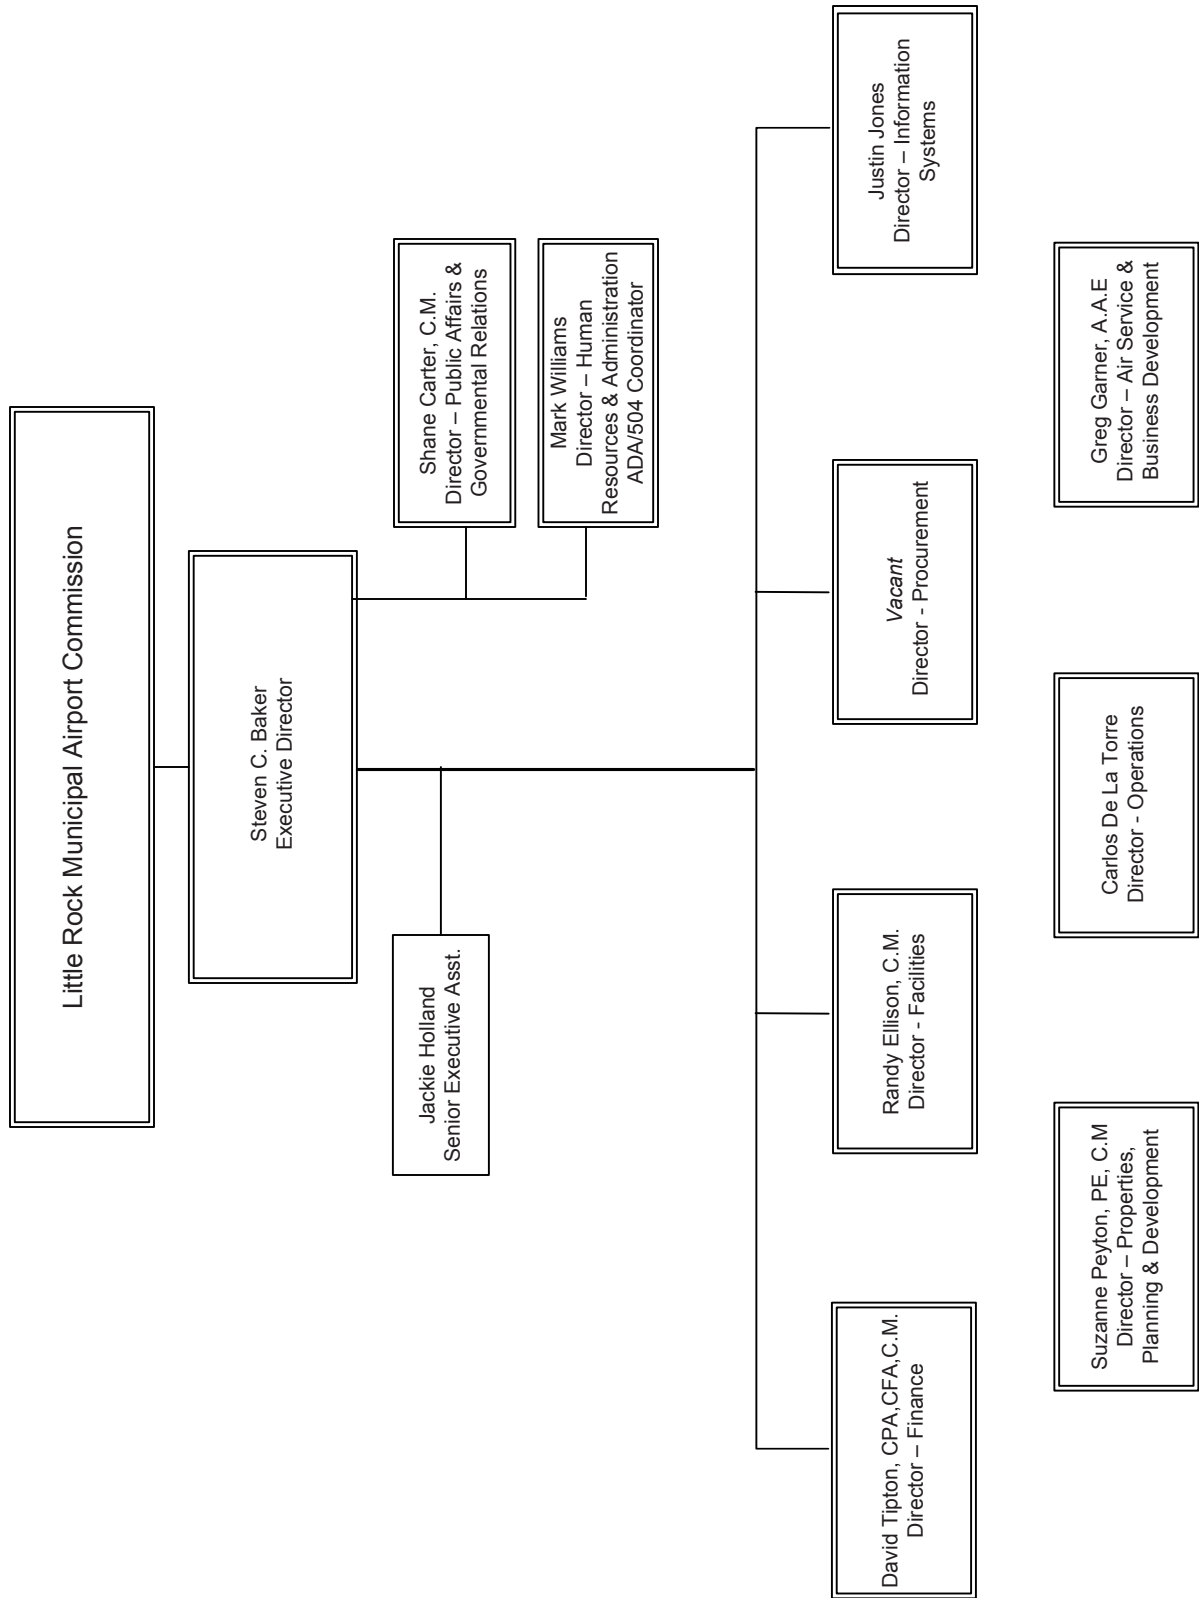 Little Rock Municipal Airport Commission
Steven C. Baker
Executive Director
Jackie Holland
Senior Executive Asst.
Shane Carter, C.M.
Director – Public Affairs &
Governmental Relations
Mark Williams
Director – Human
Resources & Administration
ADA/504 Coordinator
David Tipton, CPA,CFA,C.M.
Director – Finance
Randy Ellison, C.M.
Director - Facilities
Vacant
Director - Procurement
Justin Jones
Director – Information
Systems
Suzanne Peyton, PE, C.M
Director – Properties,
Planning & Development
Carlos De La Torre
Director - Operations
Greg Garner, A.A.E
Director – Air Service &
Business Development